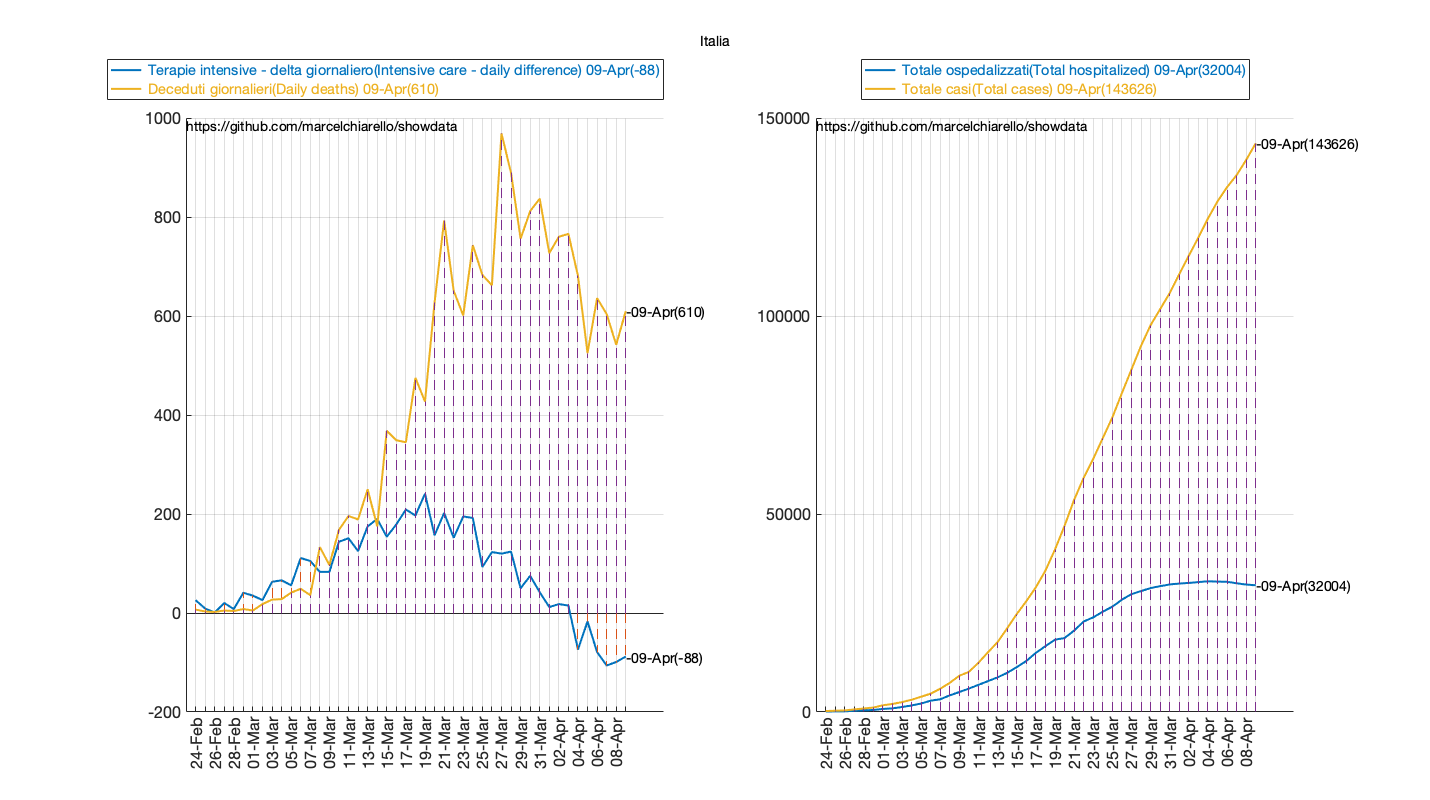 Italia
Terapie intensive - delta giornaliero(Intensive care - daily difference) 09-Apr(-88)
Deceduti giornalieri(Daily deaths) 09-Apr(610)
https://github.com/marcelchiarello/showdata
1000
800
600
400
200
0
-200
-09-Apr(610)
-09-Apr(-88)
24-Feb
26-Feb
28-Feb
01-Mar
03-Mar
05-Mar
07-Mar
09-Mar
11-Mar
13-Mar
15-Mar
17-Mar
19-Mar
21-Mar
23-Mar
25-Mar
27-Mar
29-Mar
31-Mar
02-Apr
04-Apr
06-Apr
08-Apr
Totale ospedalizzati(Total hospitalized) 09-Apr(32004)
Totale casi(Total cases) 09-Apr(143626)
https://github.com/marcelchiarello/showdata
150000
100000
50000
0
-09-Apr(143626)
-09-Apr(32004)
24-Feb
26-Feb
28-Feb
01-Mar
03-Mar
05-Mar
07-Mar
09-Mar
11-Mar
13-Mar
15-Mar
17-Mar
19-Mar
21-Mar
23-Mar
25-Mar
27-Mar
29-Mar
31-Mar
02-Apr
04-Apr
06-Apr
08-Apr